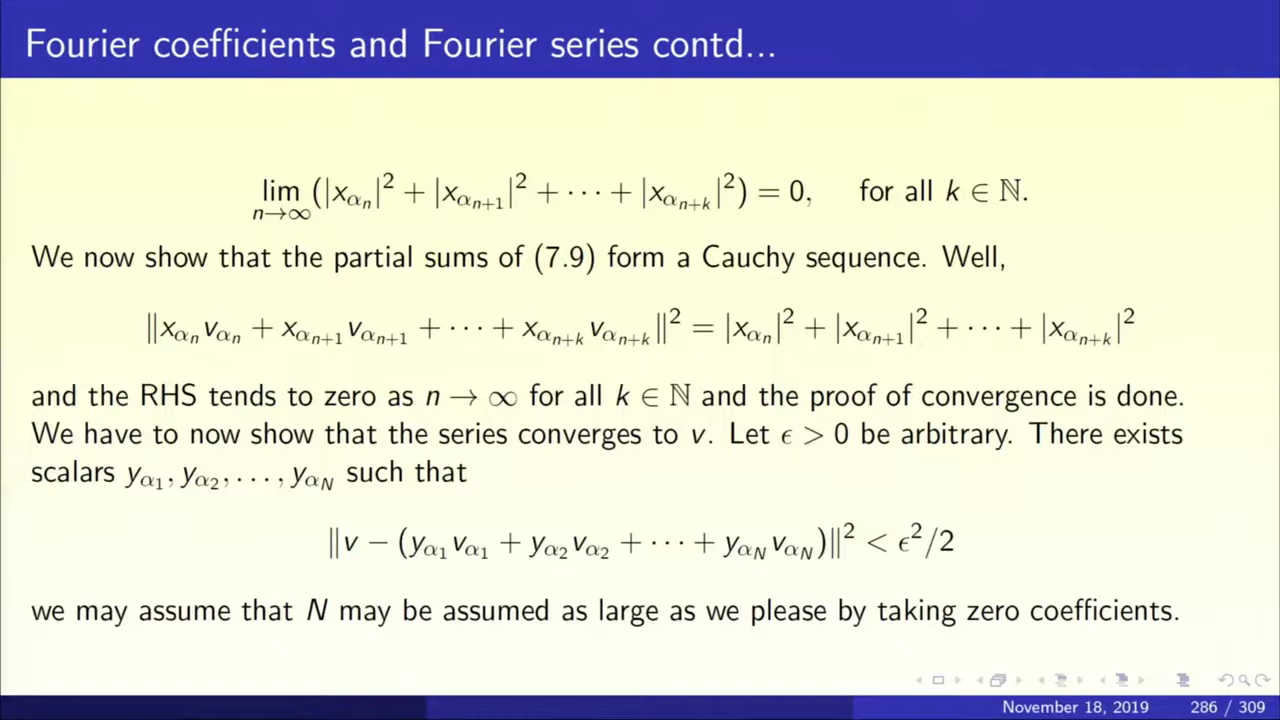 Fourier coefficients and Fourier series contd...
lim_{n→∞} (|x_{α_n}|² + |x_{α_{n+1}}|² + ··· + |x_{α_{n+k}}|²) = 0, for all k ∈ ℕ.
We now show that the partial sums of (7.9) form a Cauchy sequence. Well,
‖x_{α_n} v_{α_n} + x_{α_{n+1}} v_{α_{n+1}} + ··· + x_{α_{n+k}} v_{α_{n+k}}‖² = |x_{α_n}|² + |x_{α_{n+1}}|² + ··· + |x_{α_{n+k}}|²
and the RHS tends to zero as n → ∞ for all k ∈ ℕ and the proof of convergence is done.
We have to now show that the series converges to v. Let ϵ > 0 be arbitrary. There exists
scalars y_{α_1}, y_{α_2}, . . . , y_{α_N} such that
‖v − (y_{α_1} v_{α_1} + y_{α_2} v_{α_2} + ··· + y_{α_N} v_{α_N})‖² < ϵ²/2
we may assume that N may be assumed as large as we please by taking zero coefficients.
November 18, 2019 286 / 309